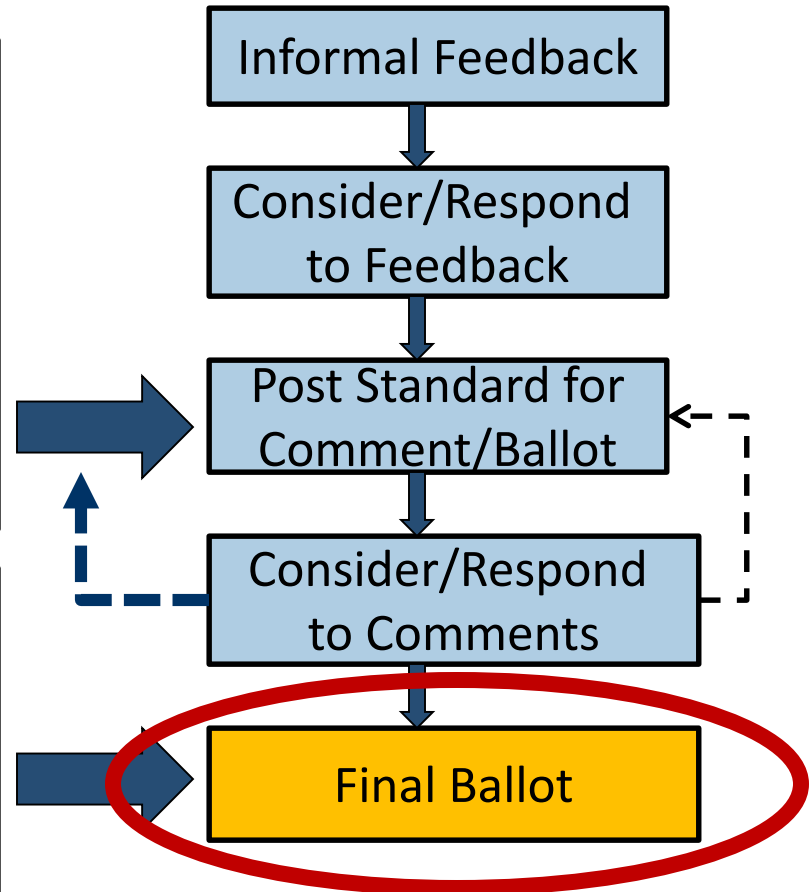 Informal Feedback
Consider/Respond
to Feedback
Post Standard for
Comment/Ballot
Consider/Respond
to Comments
Final Ballot